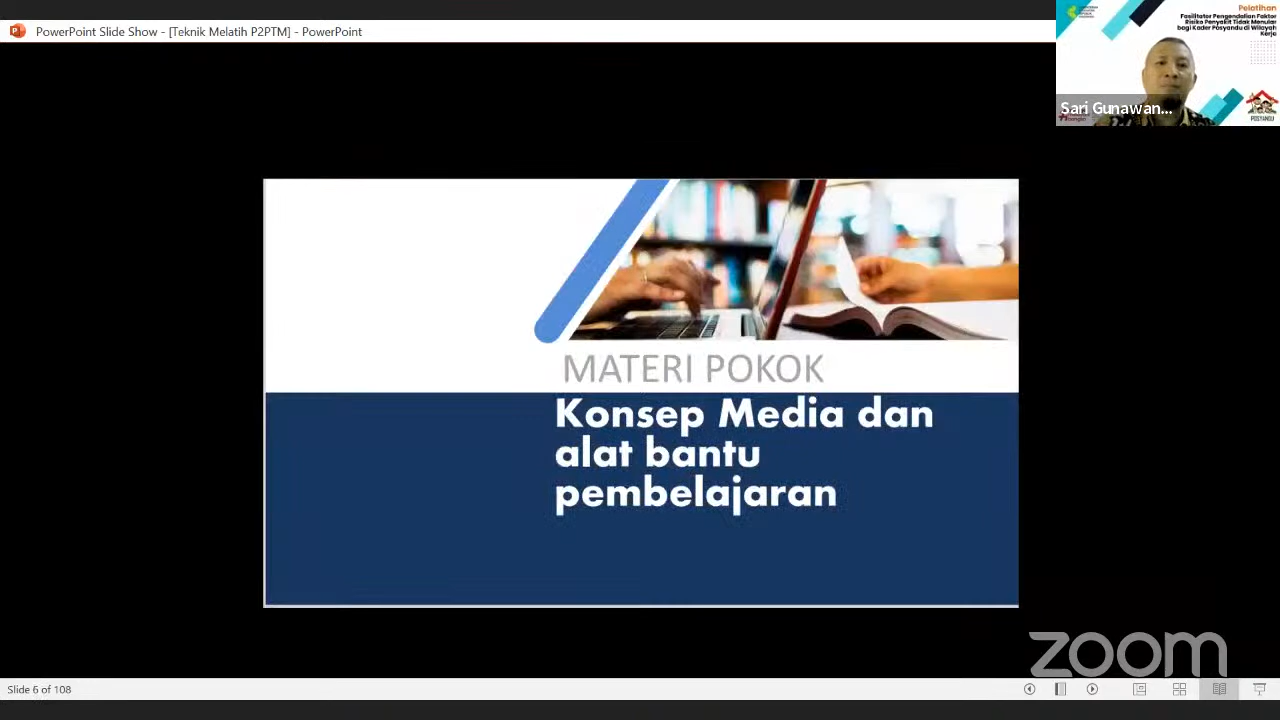 PowerPoint Slide Show - [Teknik Melatih P2PTM] - PowerPoint
Pelatihan
Fasilitator Pengendalian Faktor
Risiko Penyakit Tidak Menular
bagi Kader Posyandu di Wilayah
Kerja
Sari Gunawan...
POSYANDU
MATERI POKOK
Konsep Media dan
alat bantu
pembelajaran
zoom
Slide 6 of 108